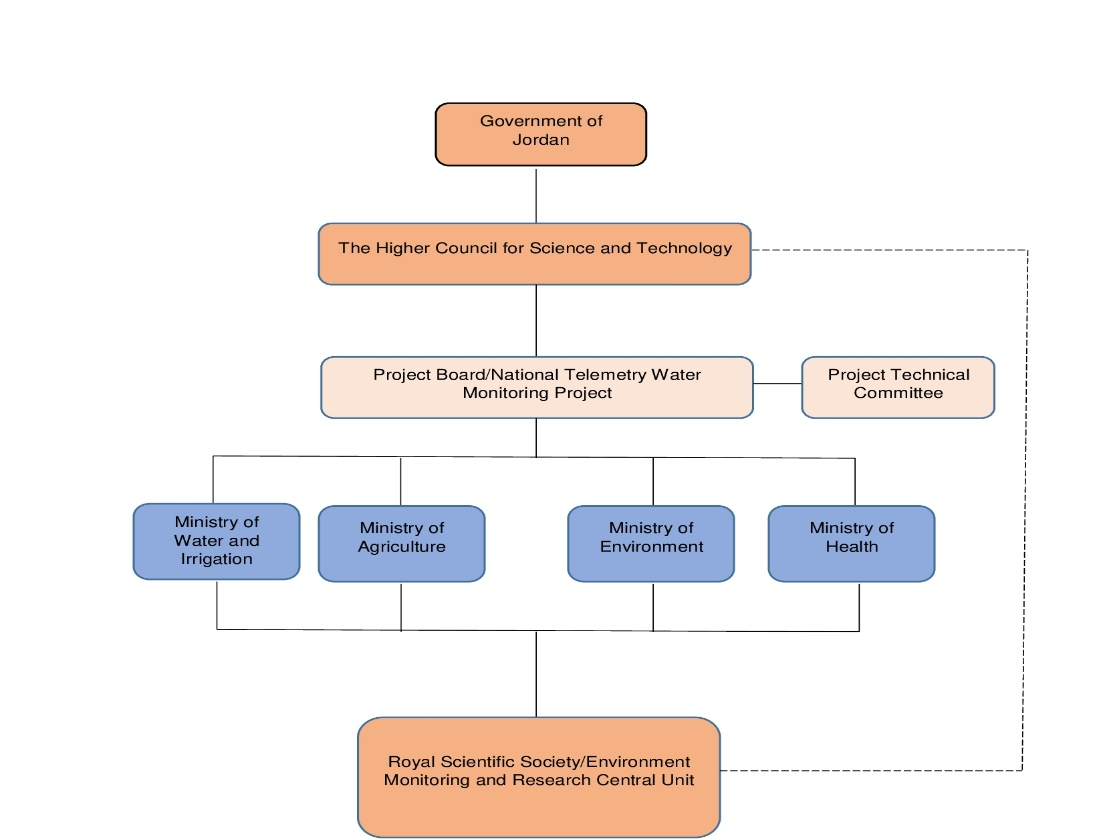 Government of
Jordan
The Higher Council for Science and Technology
Project Board/National Telemetry Water
Monitoring Project
Project Technical
Committee
Ministry of
Water and
Irrigation
Ministry of
Agriculture
Ministry of
Environment
Ministry of
Health
Royal Scientific Society/Environment
Monitoring and Research Central Unit